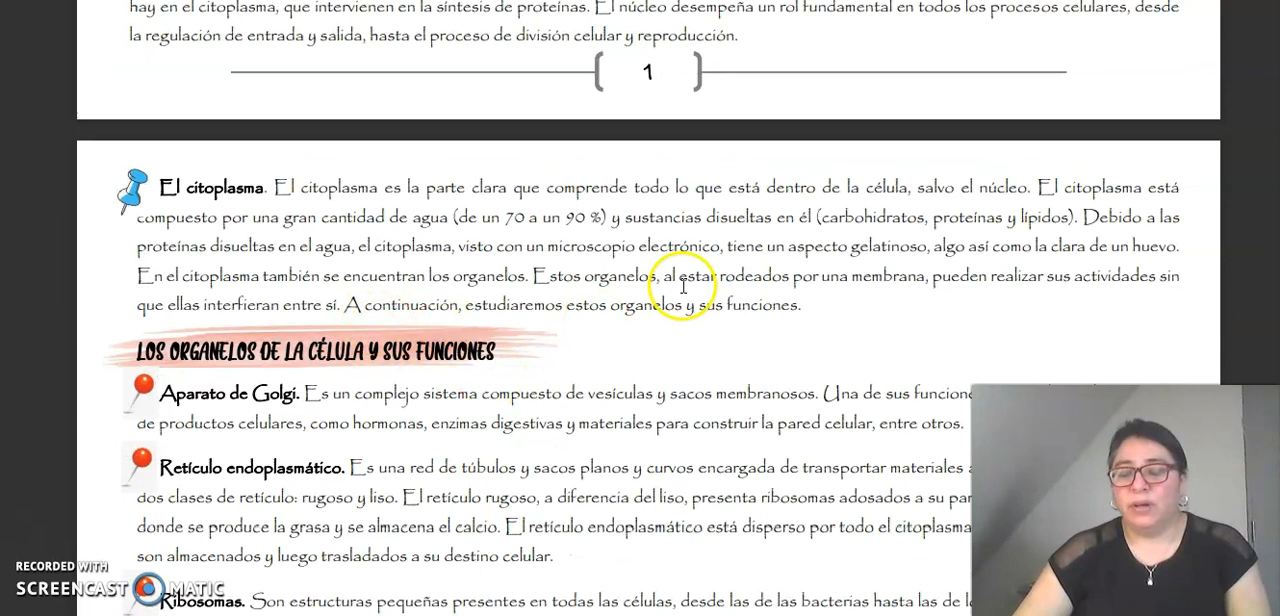 hay en el citoplasma, que intervienen en la síntesis de proteínas. El núcleo desempeña un rol fundamental en todos los procesos celulares, desde
la regulación de entrada y salida, hasta el proceso de división celular y reproducción.
1
El citoplasma. El citoplasma es la parte clara que comprende todo lo que está dentro de la célula, salvo el núcleo. El citoplasma está
compuesto por una gran cantidad de agua (de un 70 a un 90 %) y sustancias disueltas en él (carbohidratos, proteínas y lípidos). Debido a las
proteínas disueltas en el agua, el citoplasma, visto con un microscopio electrónico, tiene un aspecto gelatinoso, algo así como la clara de un huevo.
En el citoplasma también se encuentran los organelos. Estos organelos, al estar rodeados por una membrana, pueden realizar sus actividades sin
que ellas interfieran entre sí. A continuación, estudiaremos estos organelos y sus funciones.
LOS ORGANELOS DE LA CÉLULA Y SUS FUNCIONES
Aparato de Golgi. Es un complejo sistema compuesto de vesículas y sacos membranosos. Una de sus
de productos celulares, como hormonas, enzimas digestivas y materiales para construir la pared celular, entre otros.
Retículo endoplasmático. Es una red de túbulos y sacos planos y curvos encargada de transportar materiales
dos clases de retículo: rugoso y liso. El retículo rugoso, a diferencia del liso, presenta ribosomas adosados a su
donde se produce la grasa y se almacena el calcio. El retículo endoplasmático está disperso por todo el citoplasma
son almacenados y luego trasladados a su destino celular.
Ribosomas. Son estructuras pequeñas presentes en todas las células, desde las de las bacterias hasta las de
RECORDED WITH
SCREENCAST MATIC